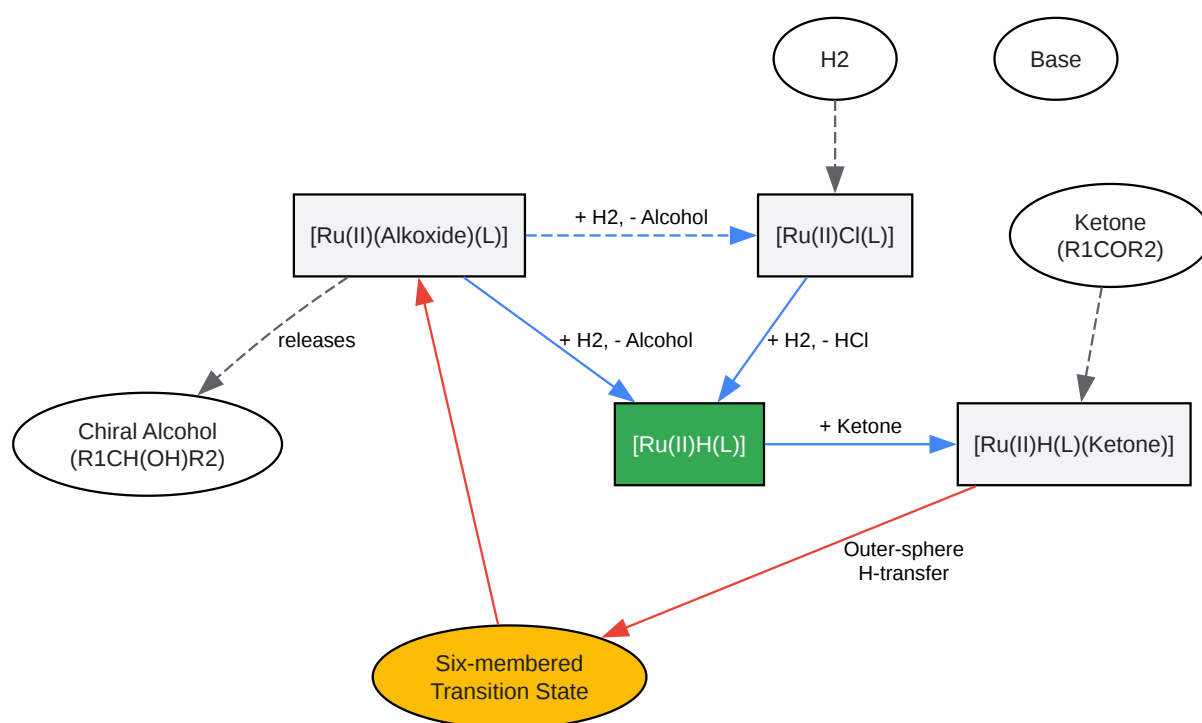 H2
Base
[Ru(II)(Alkoxide)(L)]
+ H2, - Alcohol
[Ru(II)Cl(L)]
Ketone
(R1COR2)
releases
+ H2, - Alcohol
+ H2, - HCl
Chiral Alcohol
(R1CH(OH)R2)
[Ru(II)H(L)]
+ Ketone
[Ru(II)H(L)(Ketone)]
Outer-sphere
H-transfer
Six-membered
Transition State